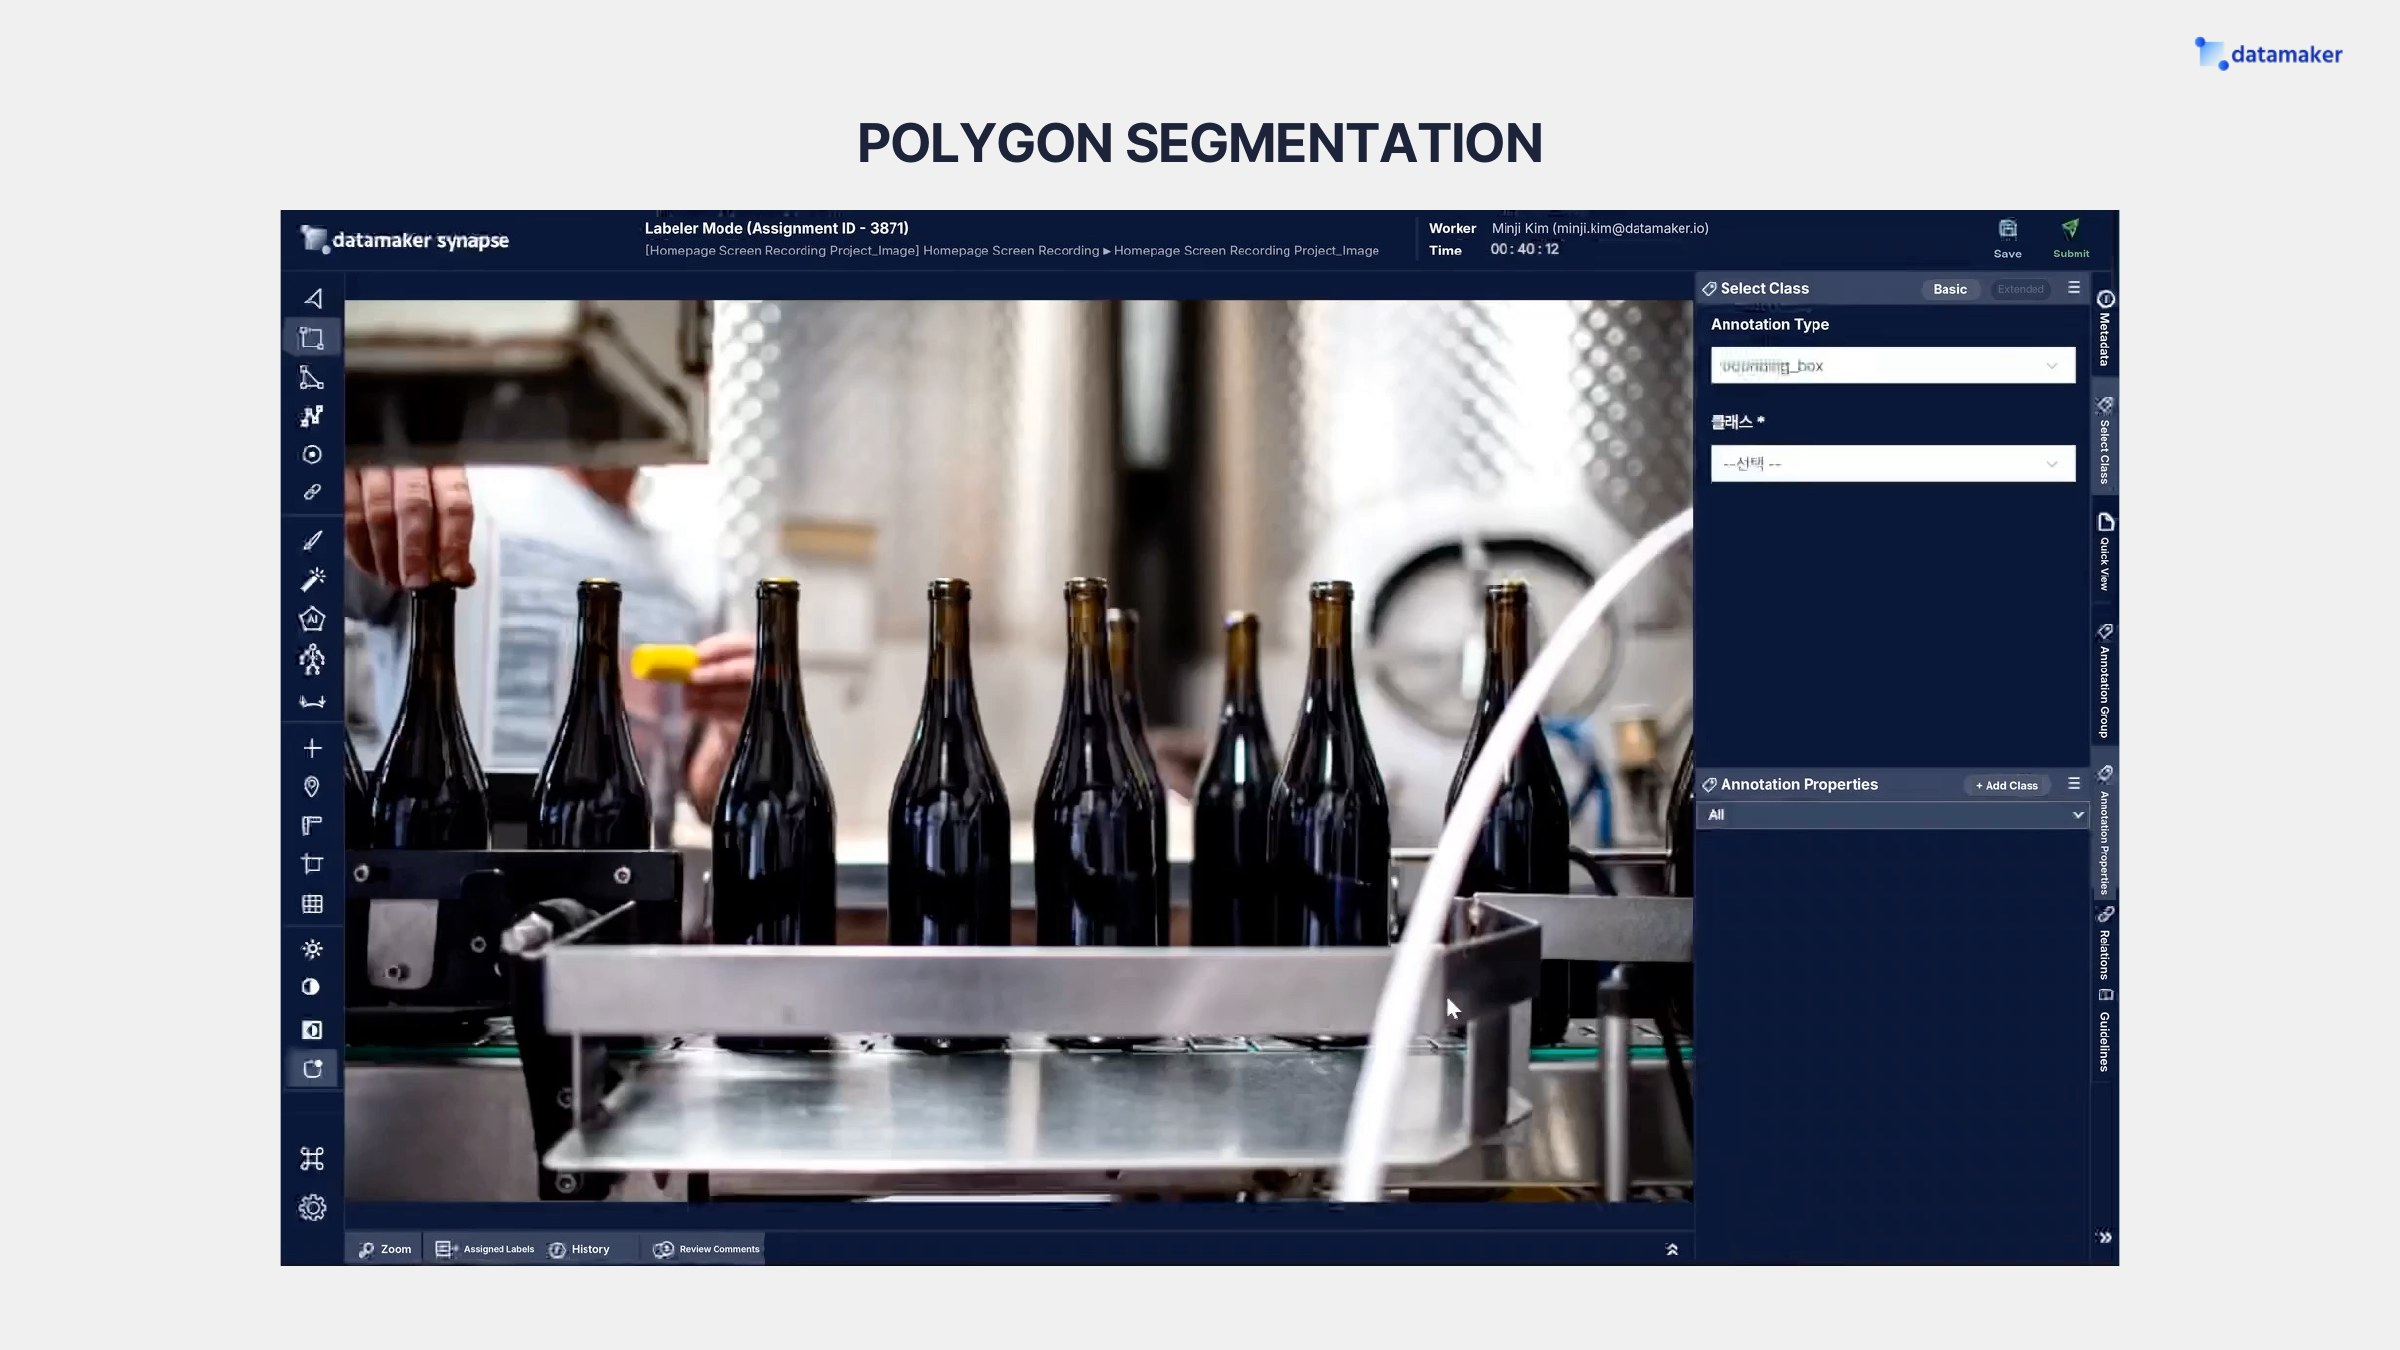 datamaker
POLYGON SEGMENTATION
datamaker synapse
Labeler Mode (Assignment ID - 3871)
[Homepage Screen Recording Project_Image] Homepage Screen Recording ▸ Homepage Screen Recording Project_Image
Worker Minji Kim (minji.kim@datamaker.io)
Time 00:40:12
Save
Submit
Select Class
Basic
Extended
Annotation Type
_box
클래스 *
--선택 --
Annotation Properties
+ Add Class
All
Metadata
Select Class
Quick View
Annotation Group
Annotation Properties
Relations
Guidelines
AI
Zoom
Assigned Labels
History
Review Comments